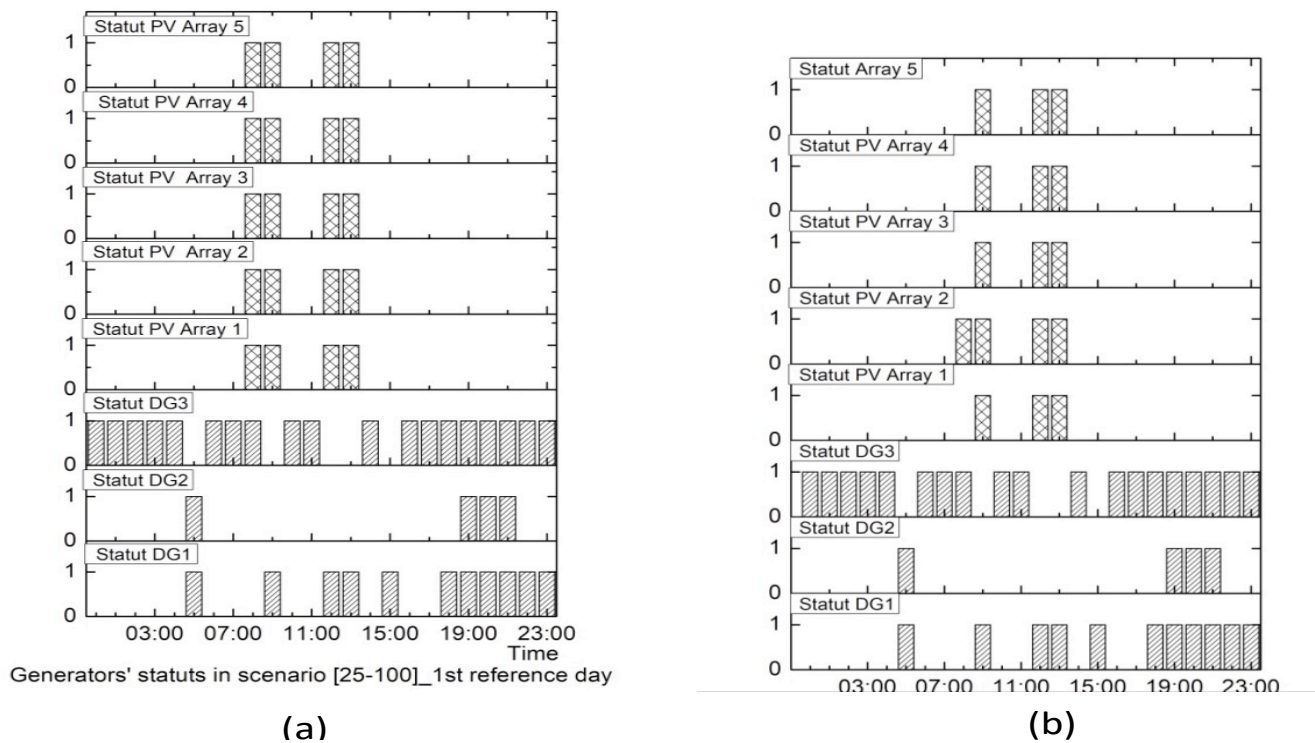 Statut PV Array 5
1
0
Statut PV Array 4
1
0
Statut PV Array 3
1
0
Statut PV Array 2
1
0
Statut PV Array 1
1
0
Statut DG3
1
0
Statut DG2
1
0
Statut DG1
1
0
03:00 07:00 11:00 15:00 19:00 23:00
Time
Generators' statuts in scenario [25-100]_1st reference day
(a)
Statut Array 5
1
0
Statut PV Array 4
1
0
Statut PV Array 3
1
0
Statut PV Array 2
1
0
Statut PV Array 1
1
0
Statut DG3
1
0
Statut DG2
1
0
Statut DG1
1
0
03:00 07:00 11:00 15:00 19:00 23:00
(b)